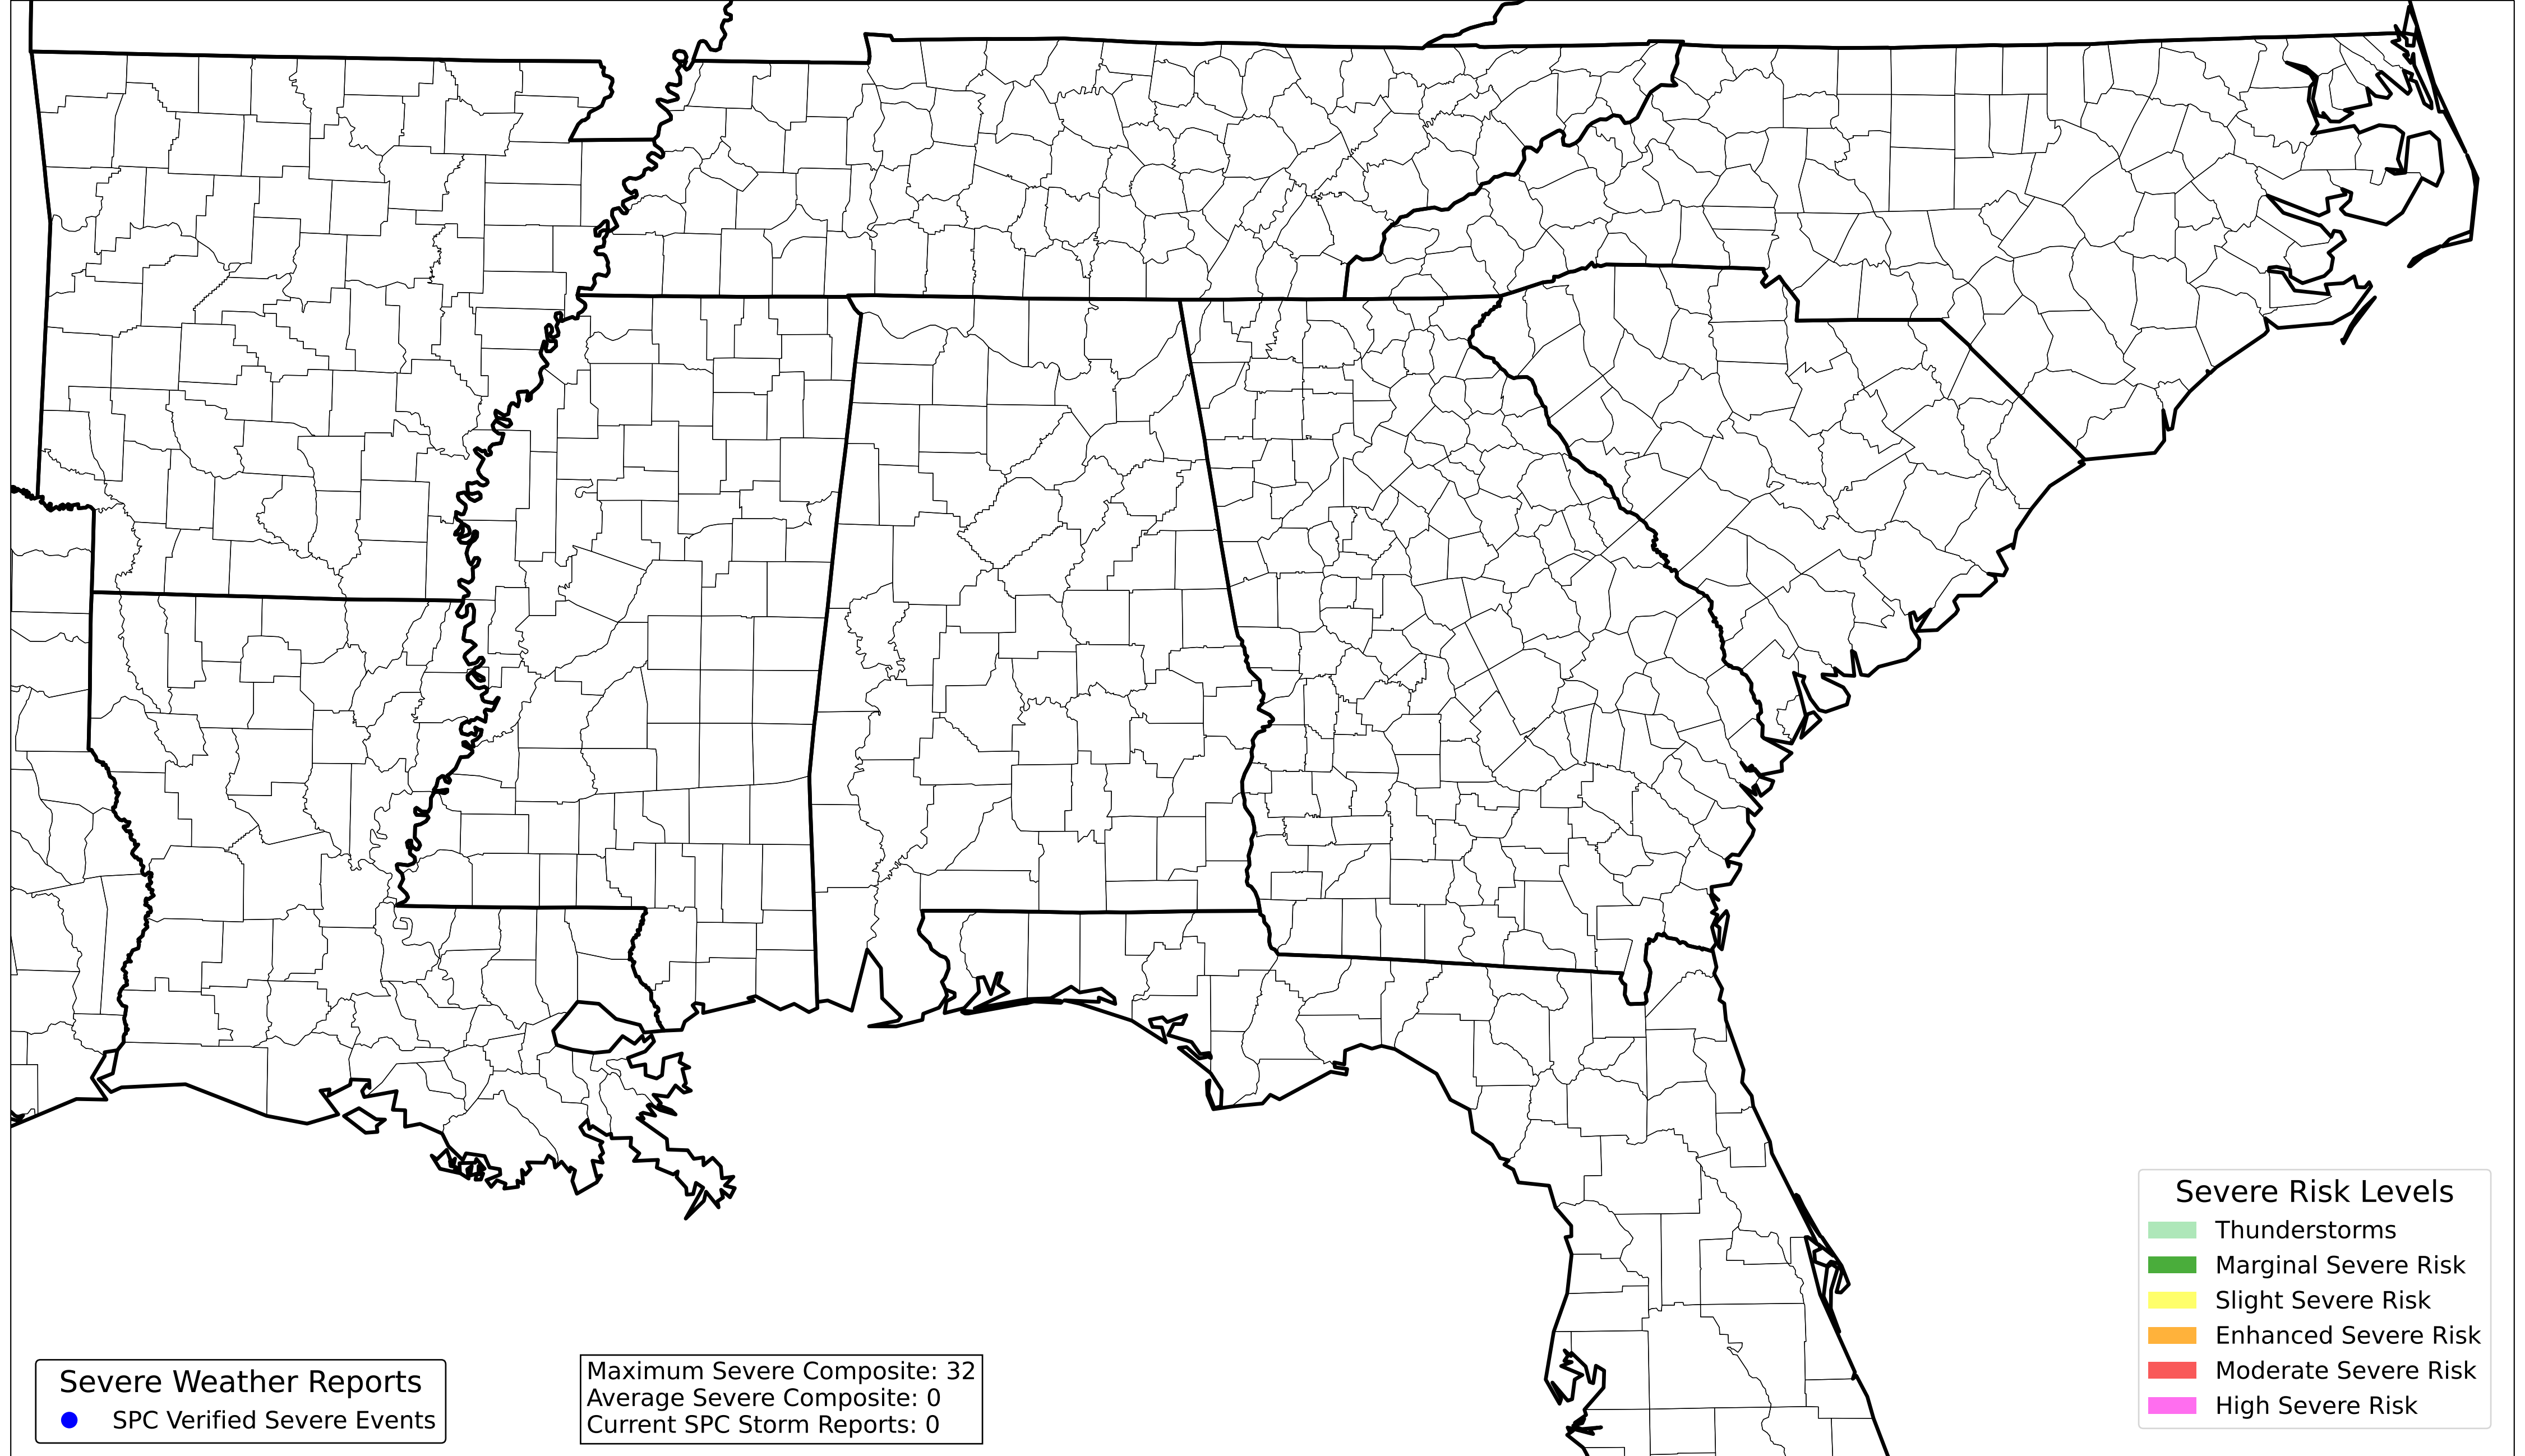 Severe Weather Reports
SPC Verified Severe Events
Maximum Severe Composite: 32
Average Severe Composite: 0
Current SPC Storm Reports: 0
Severe Risk Levels
Thunderstorms
Marginal Severe Risk
Slight Severe Risk
Enhanced Severe Risk
Moderate Severe Risk
High Severe Risk